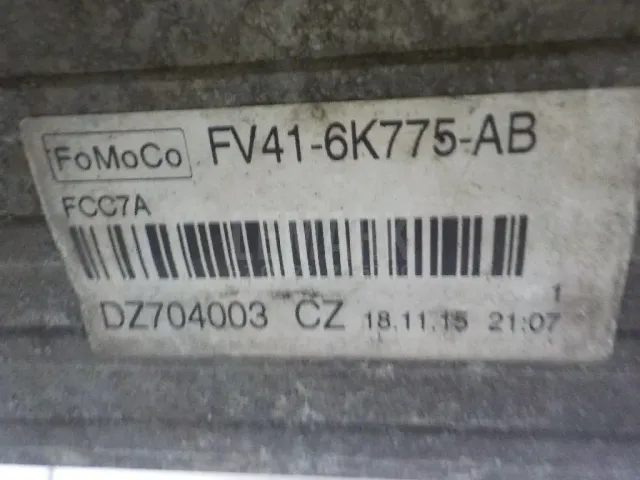 FoMoCo FV41-6K775-AB
FCC7A
DZ704003 CZ 18.11.15 21:07
1